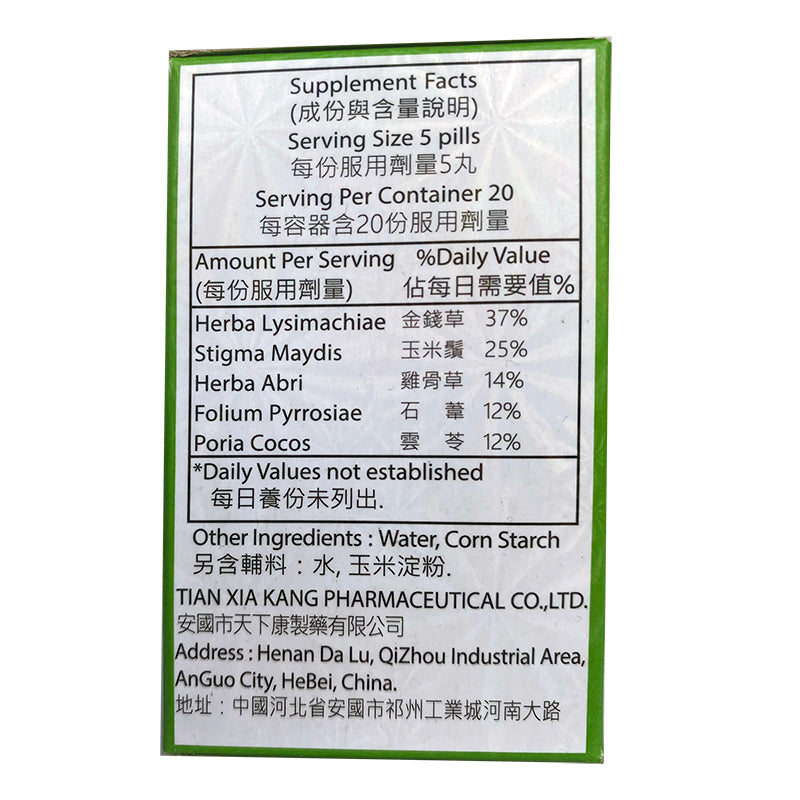 Supplement Facts
(成份與含量說明)
Serving Size 5 pills
每份服用劑量5丸
Serving Per Container 20
每容器含20份服用劑量
Amount Per Serving %Daily Value
(每份服用劑量) 佔每日需要值%
Herba Lysimachiae 金錢草 37%
Stigma Maydis 玉米鬚 25%
Herba Abri 雞骨草 14%
Folium Pyrrosiae 石葦 12%
Poria Cocos 雲苓 12%
*Daily Values not established
每日養份未列出.
Other Ingredients : Water, Corn Starch
另含輔料：水, 玉米淀粉.
TIAN XIA KANG PHARMACEUTICAL CO.,LTD.
安國市天下康製藥有限公司
Address : Henan Da Lu, QiZhou Industrial Area,
AnGuo City, HeBei, China.
地址：中國河北省安國市祁州工業城河南大路